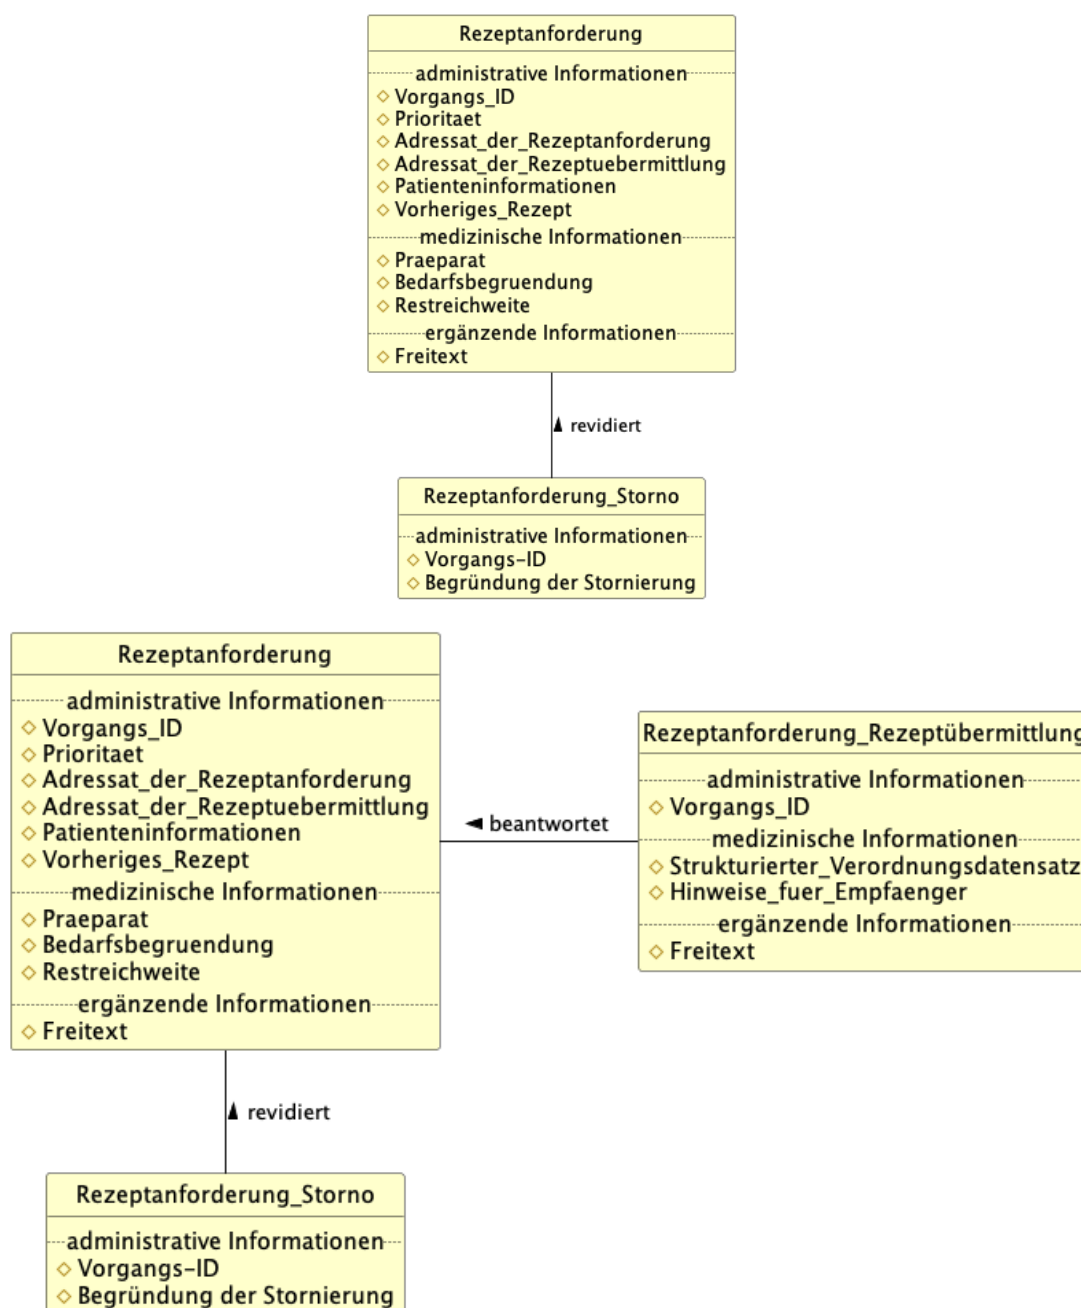 Rezeptanforderung
administrative Informationen
Vorgangs_ID
Prioritaet
Adressat_der_Rezeptanforderung
Adressat_der_Rezeptuebermittlung
Patienteninformationen
Vorheriges_Rezept
medizinische Informationen
Praeparat
Bedarfsbegruendung
Restreichweite
ergänzende Informationen
Freitext
revidiert
Rezeptanforderung_Storno
administrative Informationen
Vorgangs-ID
Begründung der Stornierung
Rezeptanforderung
administrative Informationen
Vorgangs_ID
Prioritaet
Adressat_der_Rezeptanforderung
Adressat_der_Rezeptuebermittlung
Patienteninformationen
Vorheriges_Rezept
medizinische Informationen
Praeparat
Bedarfsbegruendung
Restreichweite
ergänzende Informationen
Freitext
beantwortet
Rezeptanforderung_Rezeptübermittlung
administrative Informationen
Vorgangs_ID
medizinische Informationen
Strukturierter_Verordnungsdatensatz
Hinweise_fuer_Empfaenger
ergänzende Informationen
Freitext
revidiert
Rezeptanforderung_Storno
administrative Informationen
Vorgangs-ID
Begründung der Stornierung